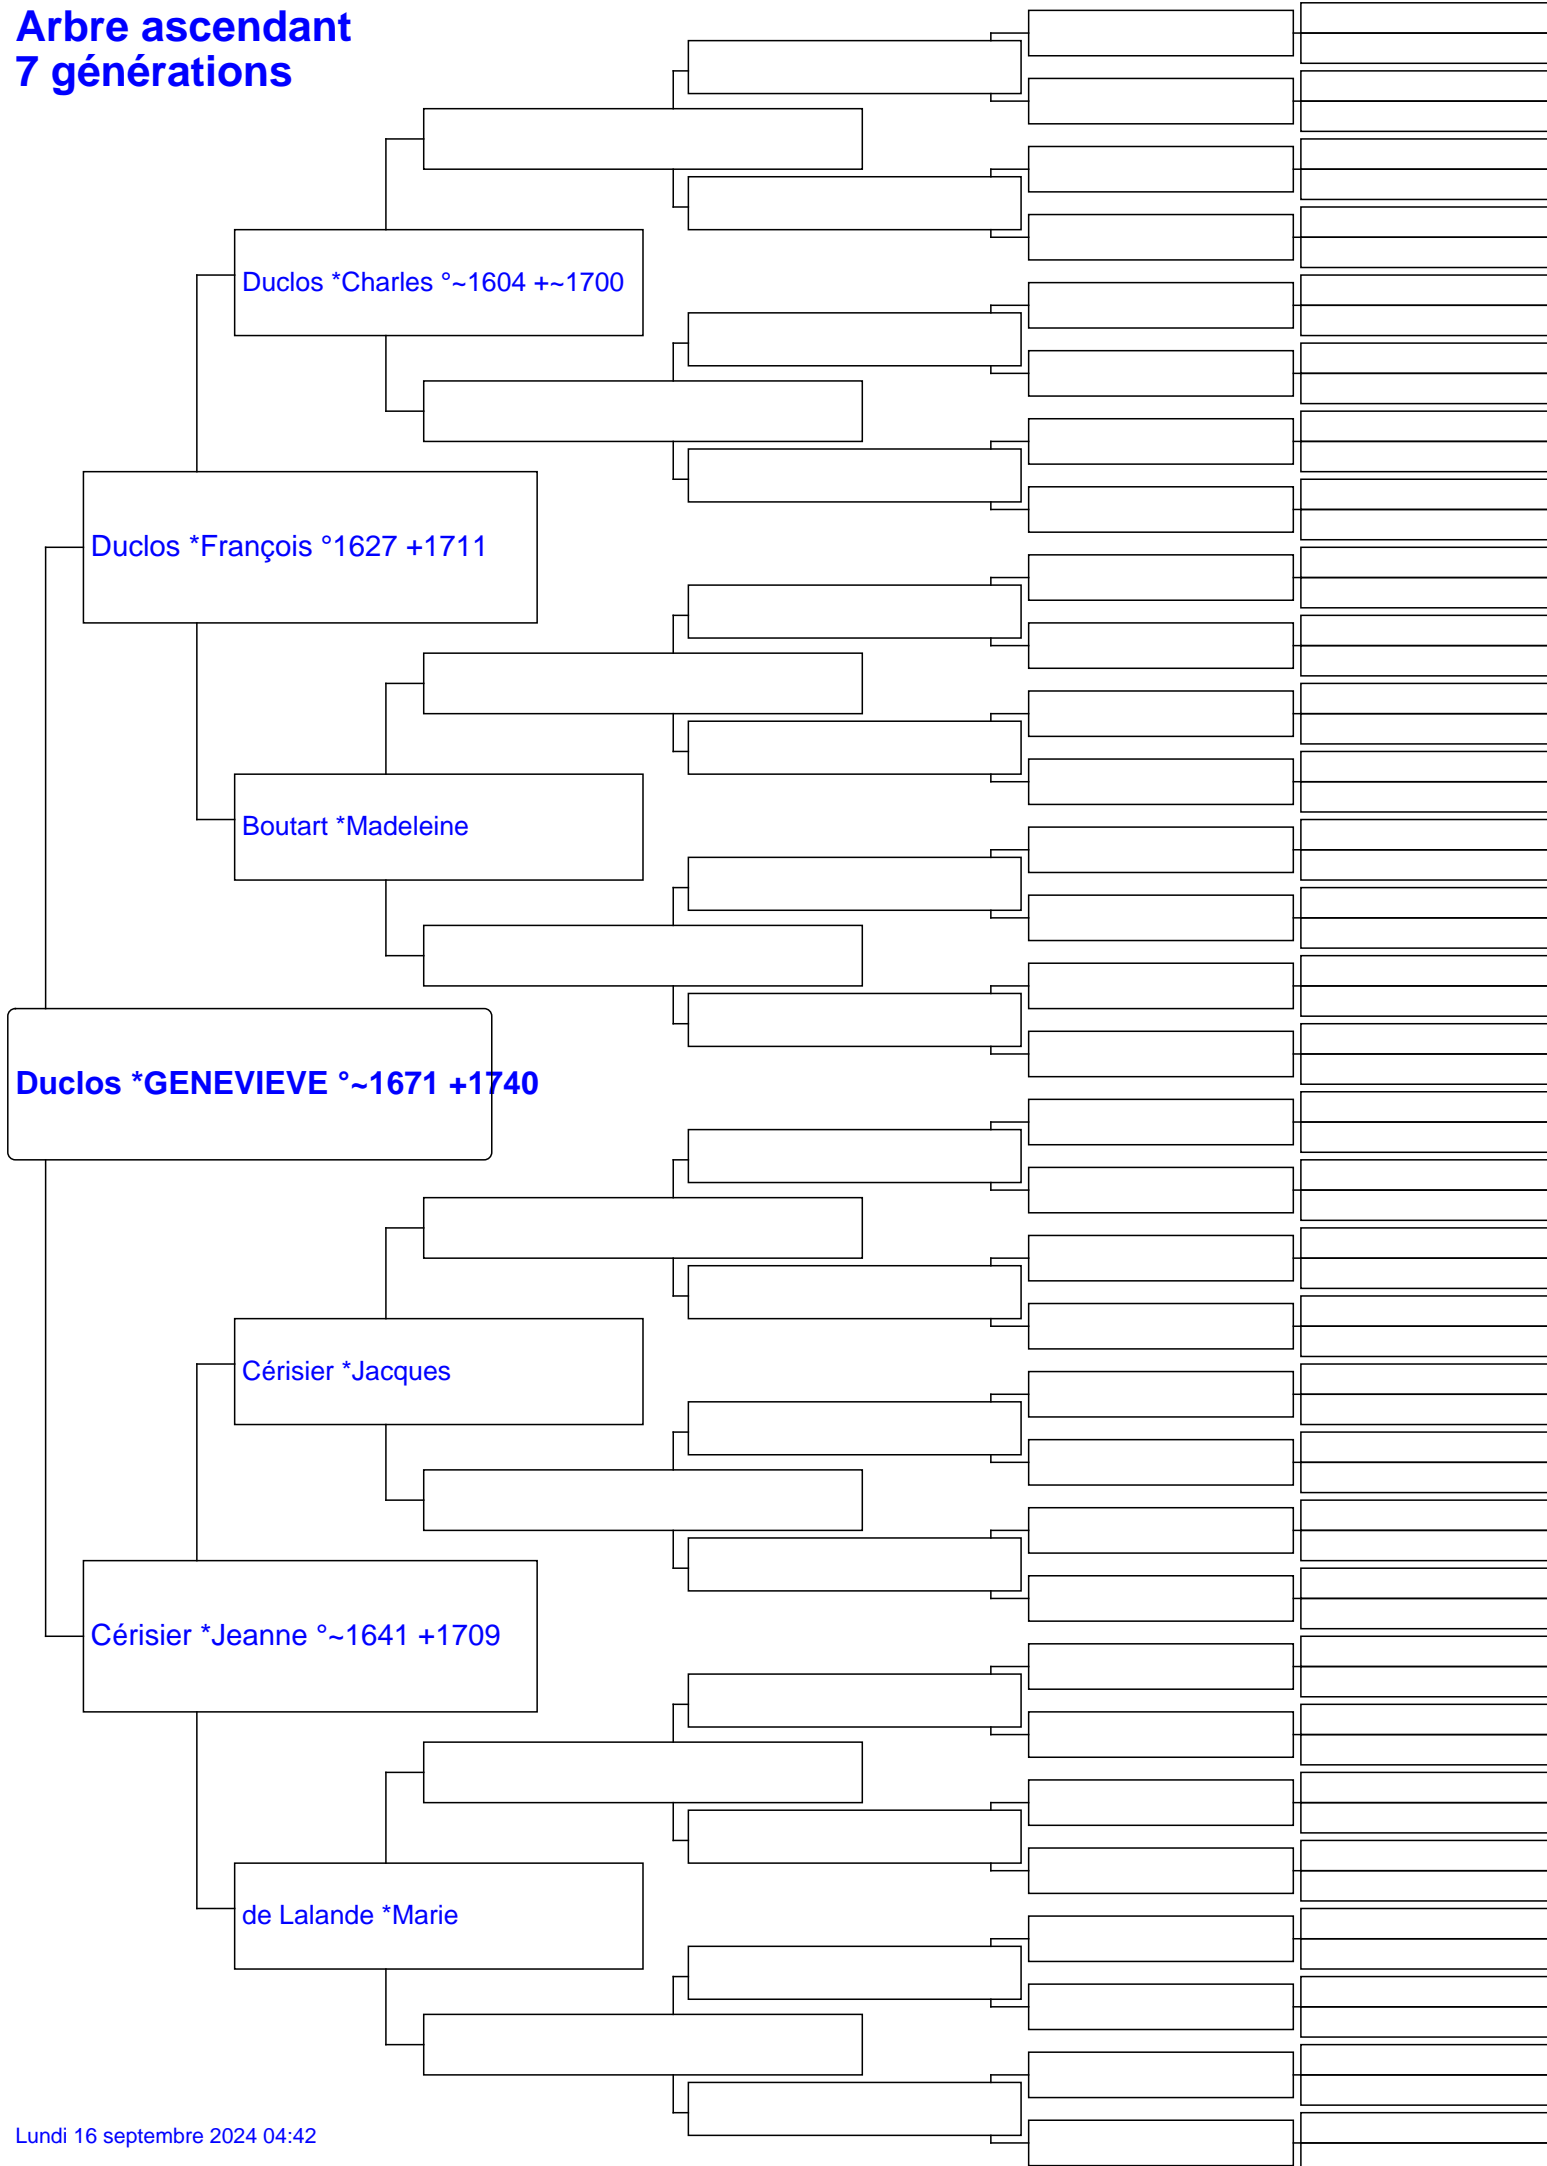 Arbre ascendant
7 générations
Duclos *Charles °~1604 +~1700
Duclos *François °1627 +1711
Boutart *Madeleine
Duclos *GENEVIEVE °~1671 +1740
Cérisier *Jacques
Cérisier *Jeanne °~1641 +1709
de Lalande *Marie
Lundi 16 septembre 2024 04:42